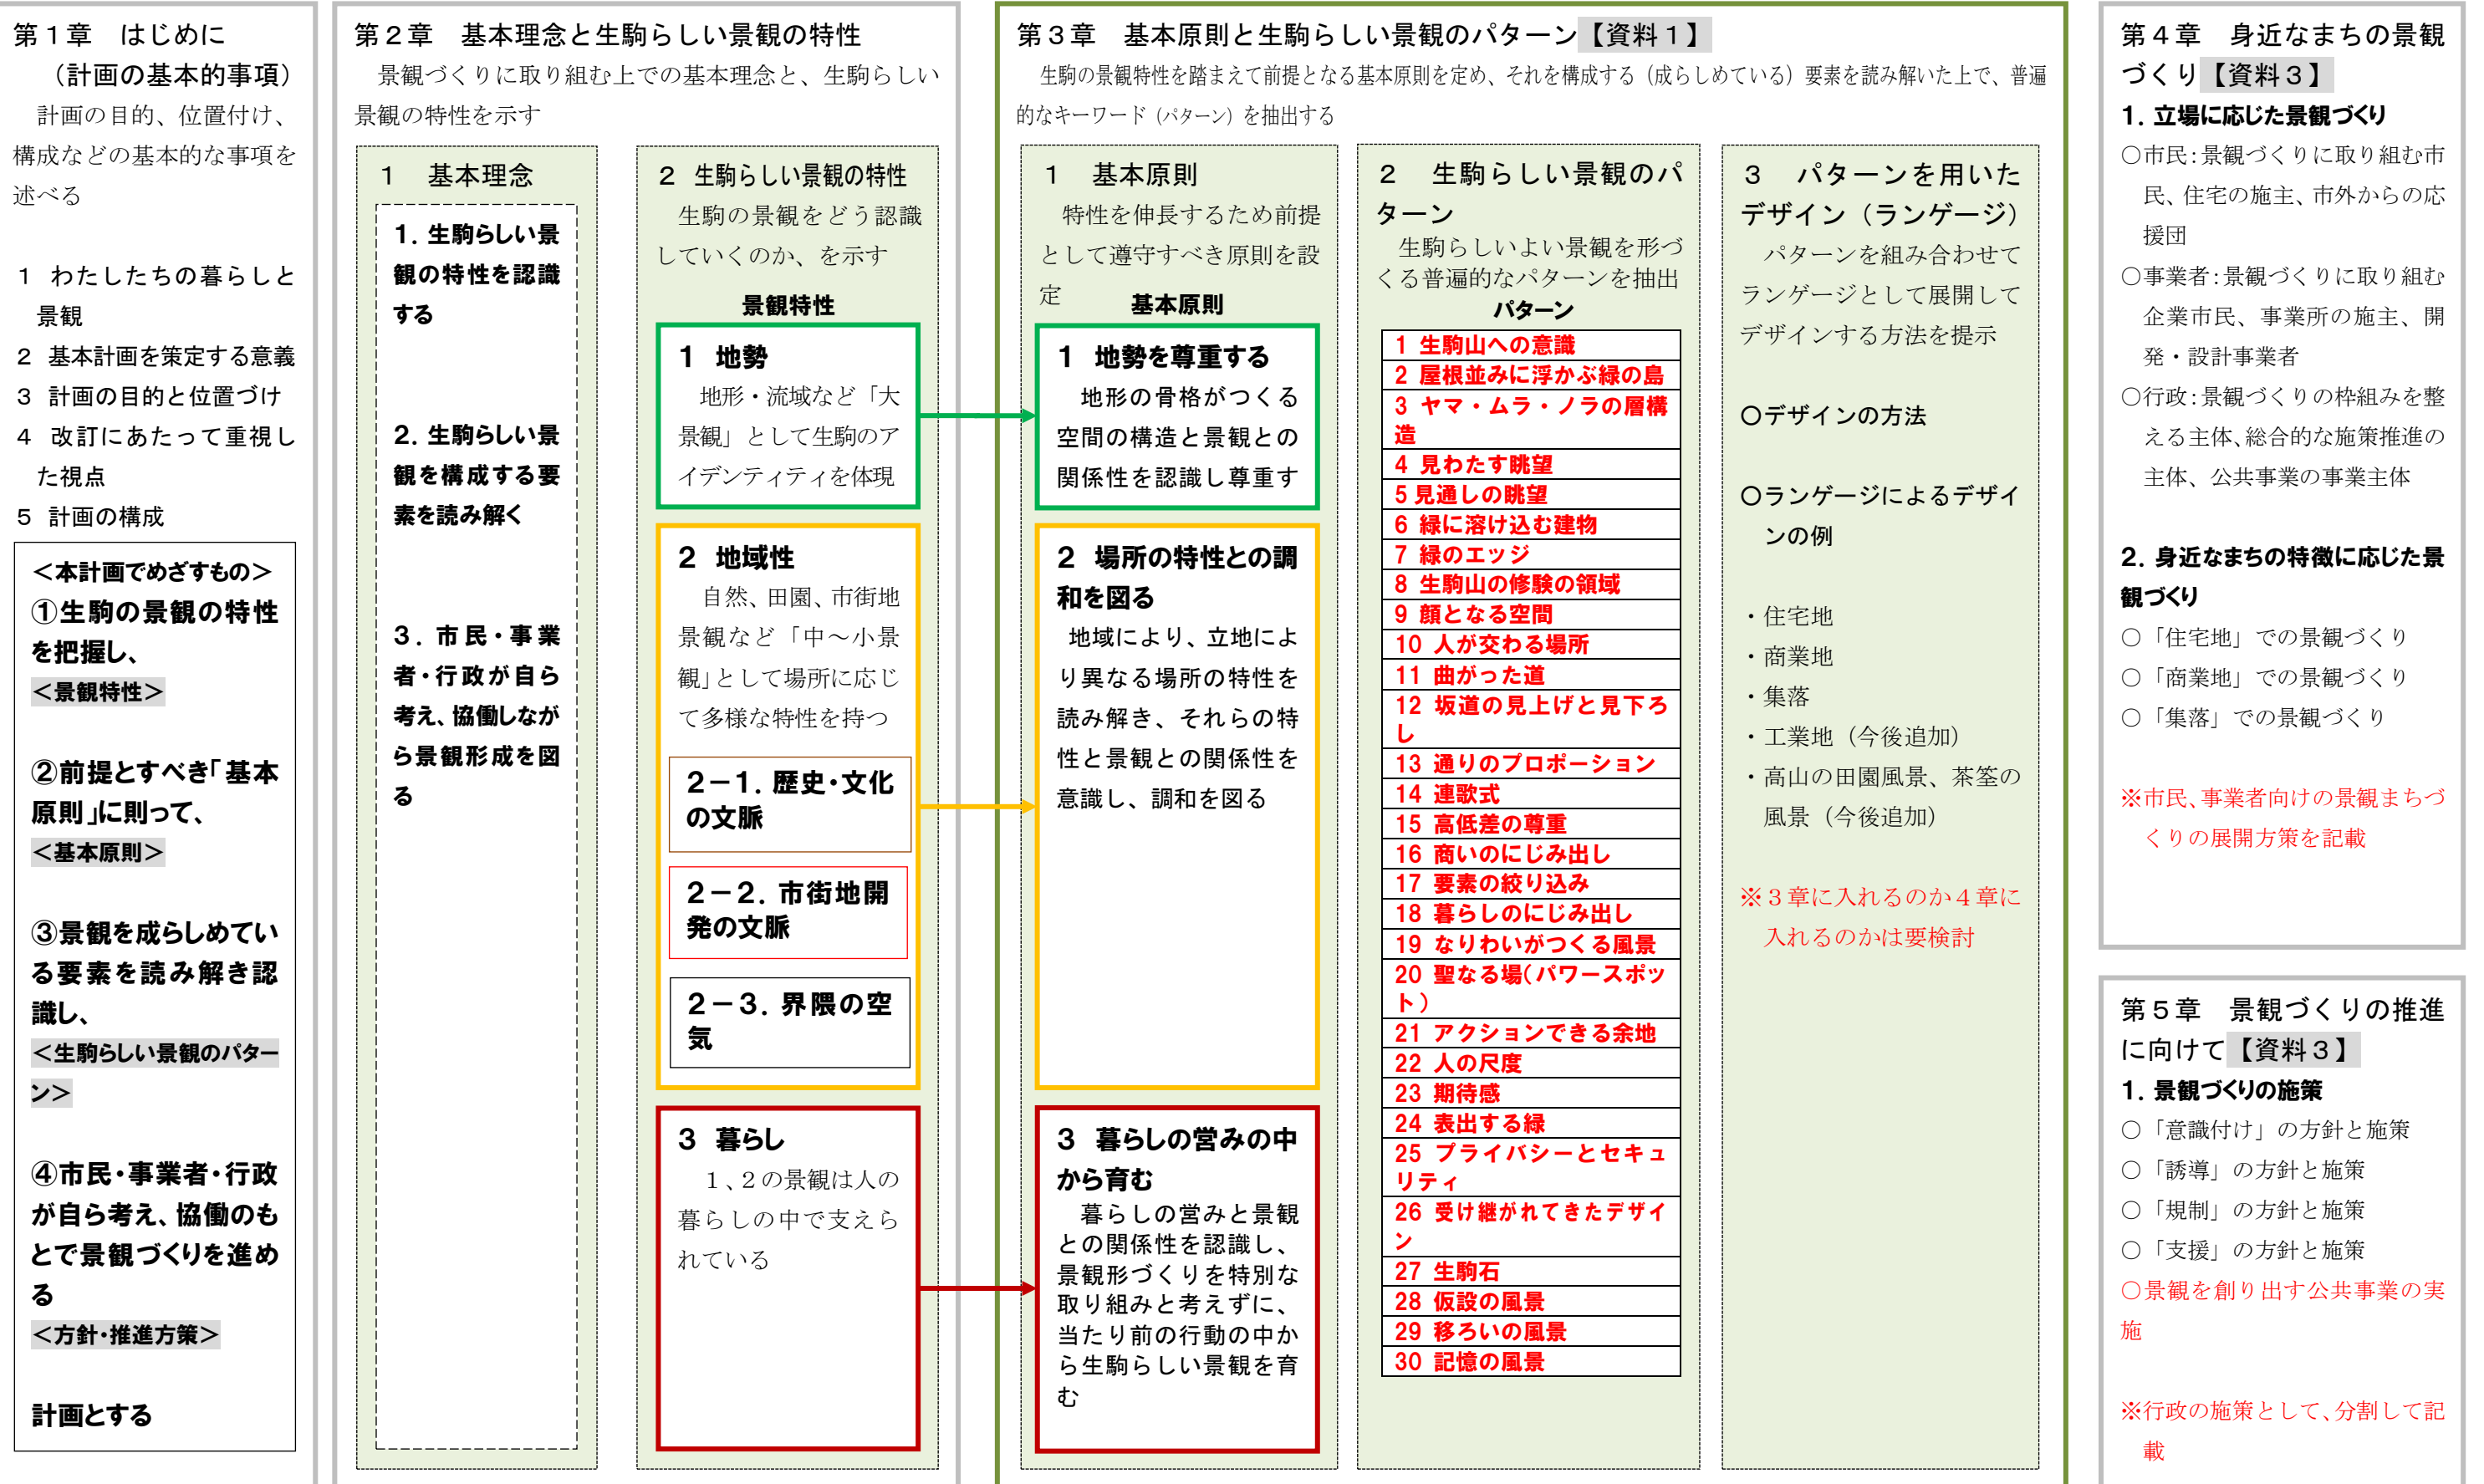 第１章　はじめに
（計画の基本的事項）
計画の目的、位置付け、
構成などの基本的な事項を
述べる
１　わたしたちの暮らしと
景観
２　基本計画を策定する意義
３　計画の目的と位置づけ
４　改訂にあたって重視し
た視点
５　計画の構成
＜本計画でめざすもの＞
①生駒の景観の特性
を把握し、
＜景観特性＞
②前提とすべき「基本
原則」に則って、
＜基本原則＞
③景観を成らしめてい
る要素を読み解き認
識し、
＜生駒らしい景観のパター
ン＞
④市民・事業者・行政
が自ら考え、協働のも
とで景観づくりを進め
る
＜方針・推進方策＞
計画とする
第２章　基本理念と生駒らしい景観の特性
景観づくりに取り組む上での基本理念と、生駒らしい
景観の特性を示す
１　基本理念
１．生駒らしい景
観の特性を認識
する
２．生駒らしい景
観を構成する要
素を読み解く
３．市民・事業
者・行政が自ら
考え、協働しなが
ら景観形成を図
る
２　生駒らしい景観の特性
生駒の景観をどう認識
していくのか、を示す
景観特性
１　地勢
地形・流域など「大
景観」として生駒のア
イデンティティを体現
２　地域性
自然、田園、市街地
景観など「中～小景
観」として場所に応じ
て多様な特性を持つ
２－１．歴史・文化
の文脈
２－２．市街地開
発の文脈
２－３．界隈の空
気
３　暮らし
１、２の景観は人の
暮らしの中で支えら
れている
第３章　基本原則と生駒らしい景観のパターン【資料１】
生駒の景観特性を踏まえて前提となる基本原則を定め、それを構成する（成らしめている）要素を読み解いた上で、普遍
的なキーワード（パターン）を抽出する
１　基本原則
特性を伸長するため前提
として遵守すべき原則を設
定
基本原則
１　地勢を尊重する
地形の骨格がつくる
空間の構造と景観との
関係性を認識し尊重す
２　場所の特性との調
和を図る
地域により、立地によ
り異なる場所の特性を
読み解き、それらの特
性と景観との関係性を
意識し、調和を図る
３　暮らしの営みの中
から育む
暮らしの営みと景観
との関係性を認識し、
景観形づくりを特別な
取り組みと考えずに、
当たり前の行動の中か
ら生駒らしい景観を育
む
２　生駒らしい景観のパ
ターン
生駒らしいよい景観を形づ
くる普遍的なパターンを抽出
パターン
1 生駒山への意識
2 屋根並みに浮かぶ緑の島
3 ヤマ・ムラ・ノラの層構
造
4 見わたす眺望
5 見通しの眺望
6 緑に溶け込む建物
7 緑のエッジ
8 生駒山の修験の領域
9 顔となる空間
10 人が交わる場所
11 曲がった道
12 坂道の見上げと見下ろ
し
13 通りのプロポーション
14 連歌式
15 高低差の尊重
16 商いのにじみ出し
17 要素の絞り込み
18 暮らしのにじみ出し
19 なりわいがつくる風景
20 聖なる場（パワースポッ
ト）
21 アクションできる余地
22 人の尺度
23 期待感
24 表出する緑
25 プライバシーとセキュ
リティ
26 受け継がれてきたデザイ
ン
27 生駒石
28 仮設の風景
29 移ろいの風景
30 記憶の風景
３　パターンを用いた
デザイン（ランゲージ）
パターンを組み合わせて
ランゲージとして展開して
デザインする方法を提示
○デザインの方法
○ランゲージによるデザイ
ンの例
・住宅地
・商業地
・集落
・工業地（今後追加）
・高山の田園風景、茶筌の
風景（今後追加）
※３章に入れるのか４章に
入れるのかは要検討
第４章　身近なまちの景観
づくり【資料３】
１．立場に応じた景観づくり
○市民：景観づくりに取り組む市
民、住宅の施主、市外からの応
援団
○事業者：景観づくりに取り組む
企業市民、事業所の施主、開
発・設計事業者
○行政：景観づくりの枠組みを整
える主体、総合的な施策推進の
主体、公共事業の事業主体
２．身近なまちの特徴に応じた景
観づくり
○「住宅地」での景観づくり
○「商業地」での景観づくり
○「集落」での景観づくり
※市民、事業者向けの景観まちづ
くりの展開方策を記載
第５章　景観づくりの推進
に向けて【資料３】
１．景観づくりの施策
○「意識付け」の方針と施策
○「誘導」の方針と施策
○「規制」の方針と施策
○「支援」の方針と施策
○景観を創り出す公共事業の実
施
※行政の施策として、分割して記
載